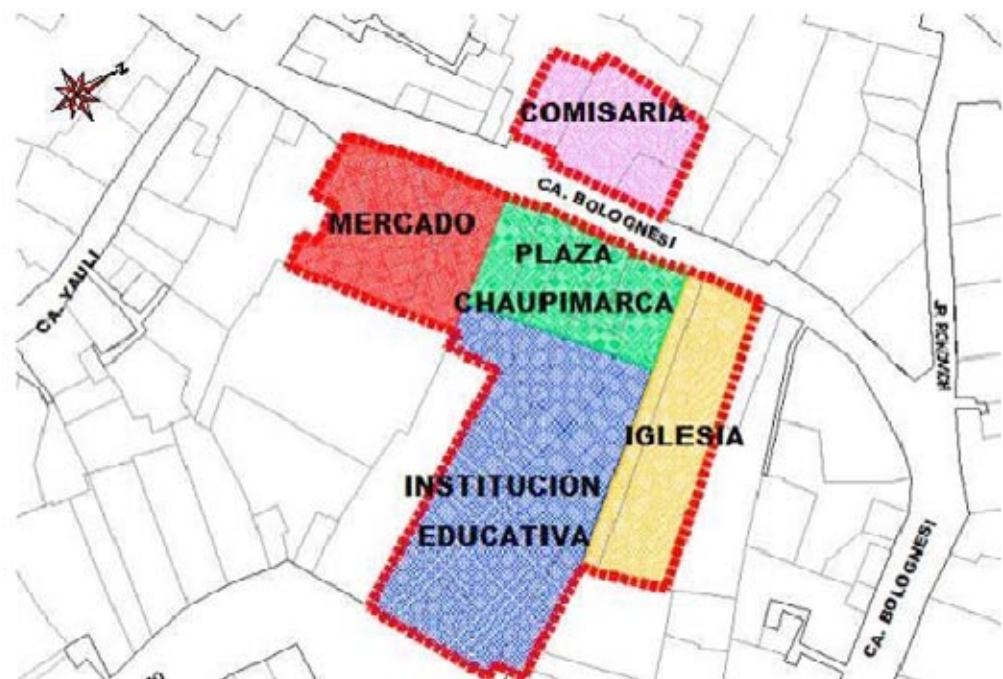 N
COMISARIA
CA. BOLOGNESI
MERCADO
PLAZA
CHAUPIMARCA
CA. YAULI
IGLESIA
INSTITUCIÓN
EDUCATIVA
CA. BOLOGNESI